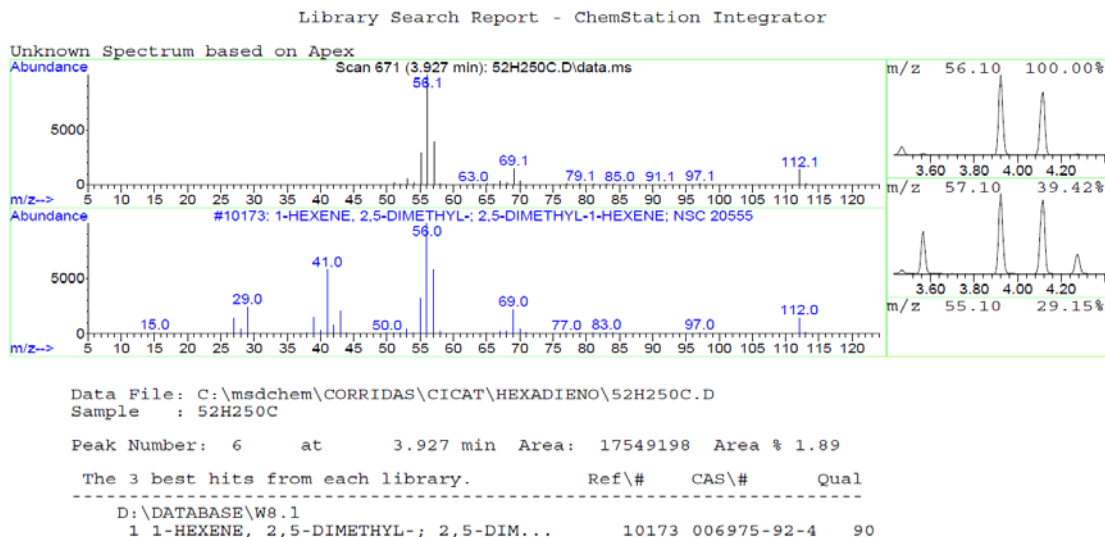 Library Search Report - ChemStation Integrator
Unknown Spectrum based on Apex
Abundance
Scan 671 (3.927 min): 52H250C.D\data.ms
56.1
5000
69.1
112.1
63.0 79.1 85.0 91.1 97.1
0
5 10 15 20 25 30 35 40 45 50 55 60 65 70 75 80 85 90 95 100 105 110 115 120
m/z-->
Abundance
#10173: 1-HEXENE, 2,5-DIMETHYL-; 2,5-DIMETHYL-1-HEXENE; NSC 20555
56.0
41.0
5000
29.0
69.0
112.0
15.0 50.0 77.0 83.0 97.0
0
5 10 15 20 25 30 35 40 45 50 55 60 65 70 75 80 85 90 95 100 105 110 115 120
m/z-->
m/z 56.10 100.00%
3.60 3.80 4.00 4.20
m/z 57.10 39.42%
3.60 3.80 4.00 4.20
m/z 55.10 29.15%
Data File: C:\msdchem\CORRIDAS\CICAT\HEXADIENO\52H250C.D
Sample : 52H250C
Peak Number: 6 at 3.927 min Area: 17549198 Area % 1.89
The 3 best hits from each library. Ref\# CAS\# Qual
---------------------------------------------------------------------
D:\DATABASE\W8.l
1 1-HEXENE, 2,5-DIMETHYL-; 2,5-DIM... 10173 006975-92-4 90